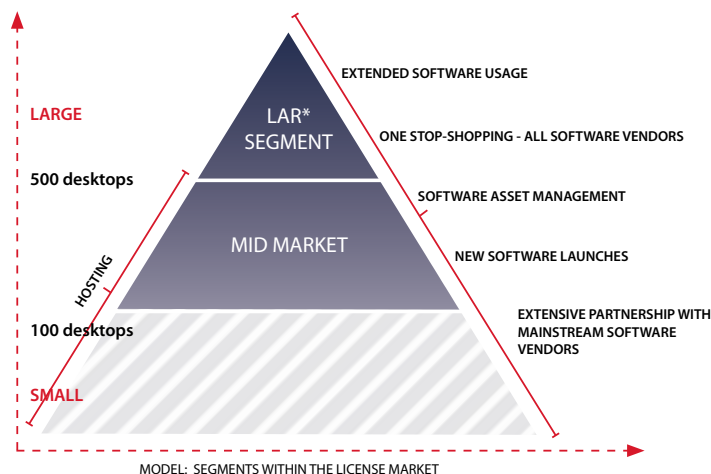 EXTENDED SOFTWARE USAGE
LARGE
LAR*
SEGMENT
ONE STOP-SHOPPING - ALL SOFTWARE VENDORS
500 desktops
SOFTWARE ASSET MANAGEMENT
MID MARKET
NEW SOFTWARE LAUNCHES
HOSTING
EXTENSIVE PARTNERSHIP WITH
MAINSTREAM SOFTWARE
VENDORS
100 desktops
SMALL
MODEL: SEGMENTS WITHIN THE LICENSE MARKET